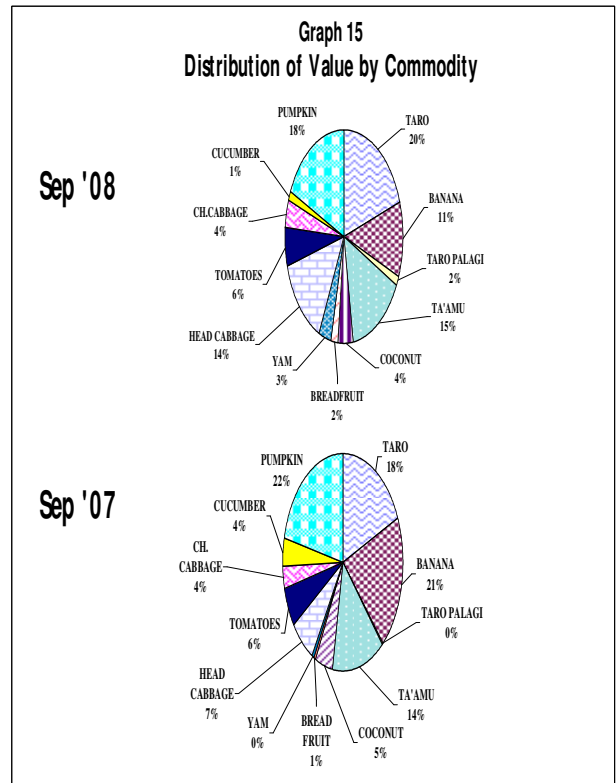 Graph 15
Distribution of Value by Commodity
Sep '08
PUMPKIN
18%
TARO
20%
CUCUMBER
1%
BANANA
11%
CH.CABBAGE
4%
TARO PALAGI
2%
TOMATOES
6%
TA'AMU
15%
HEAD CABBAGE
14%
YAM
3%
COCONUT
4%
BREADFRUIT
2%
Sep '07
PUMPKIN
22%
TARO
18%
CUCUMBER
4%
CH.
CABBAGE
4%
BANANA
21%
TARO PALAGI
0%
TOMATOES
6%
HEAD
CABBAGE
7%
TA'AMU
14%
YAM
0%
BREAD
FRUIT
1%
COCONUT
5%